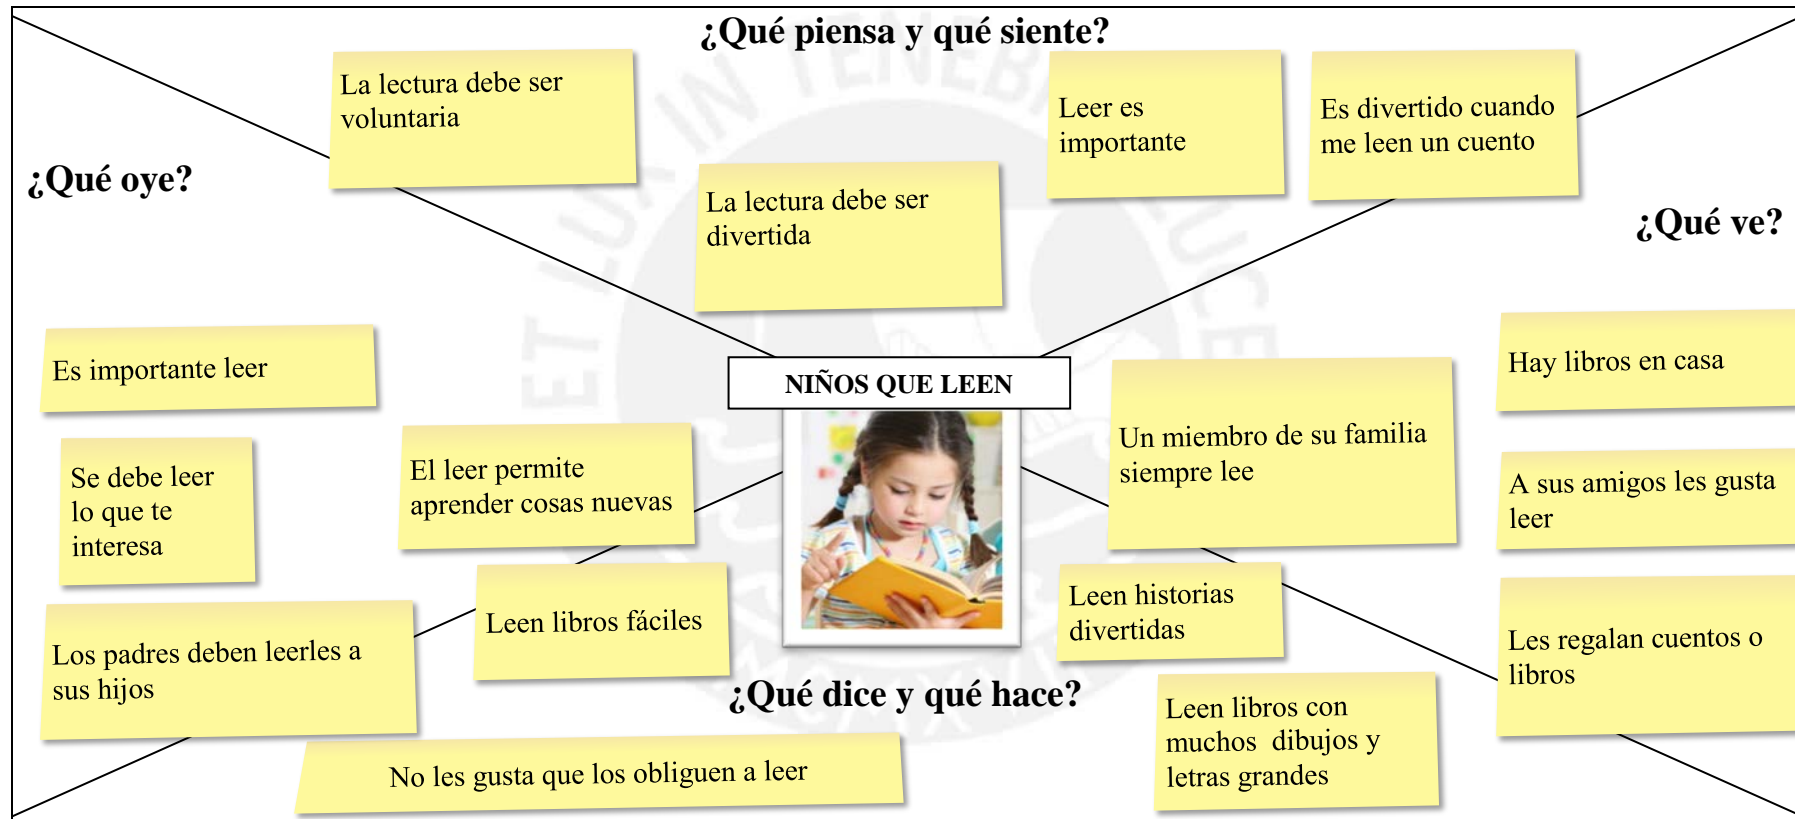 ¿Qué piensa y qué siente?
La lectura debe ser
voluntaria
Leer es
importante
Es divertido cuando
me leen un cuento
¿Qué oye?
La lectura debe ser
divertida
¿Qué ve?
Es importante leer
NIÑOS QUE LEEN
Hay libros en casa
Se debe leer
lo que te
interesa
El leer permite
aprender cosas nuevas
Un miembro de su familia
siempre lee
A sus amigos les gusta
leer
Leen libros fáciles
Leen historias
divertidas
Los padres deben leerles a
sus hijos
Les regalan cuentos o
libros
¿Qué dice y qué hace?
Leen libros con
muchos  dibujos y
letras grandes
No les gusta que los obliguen a leer